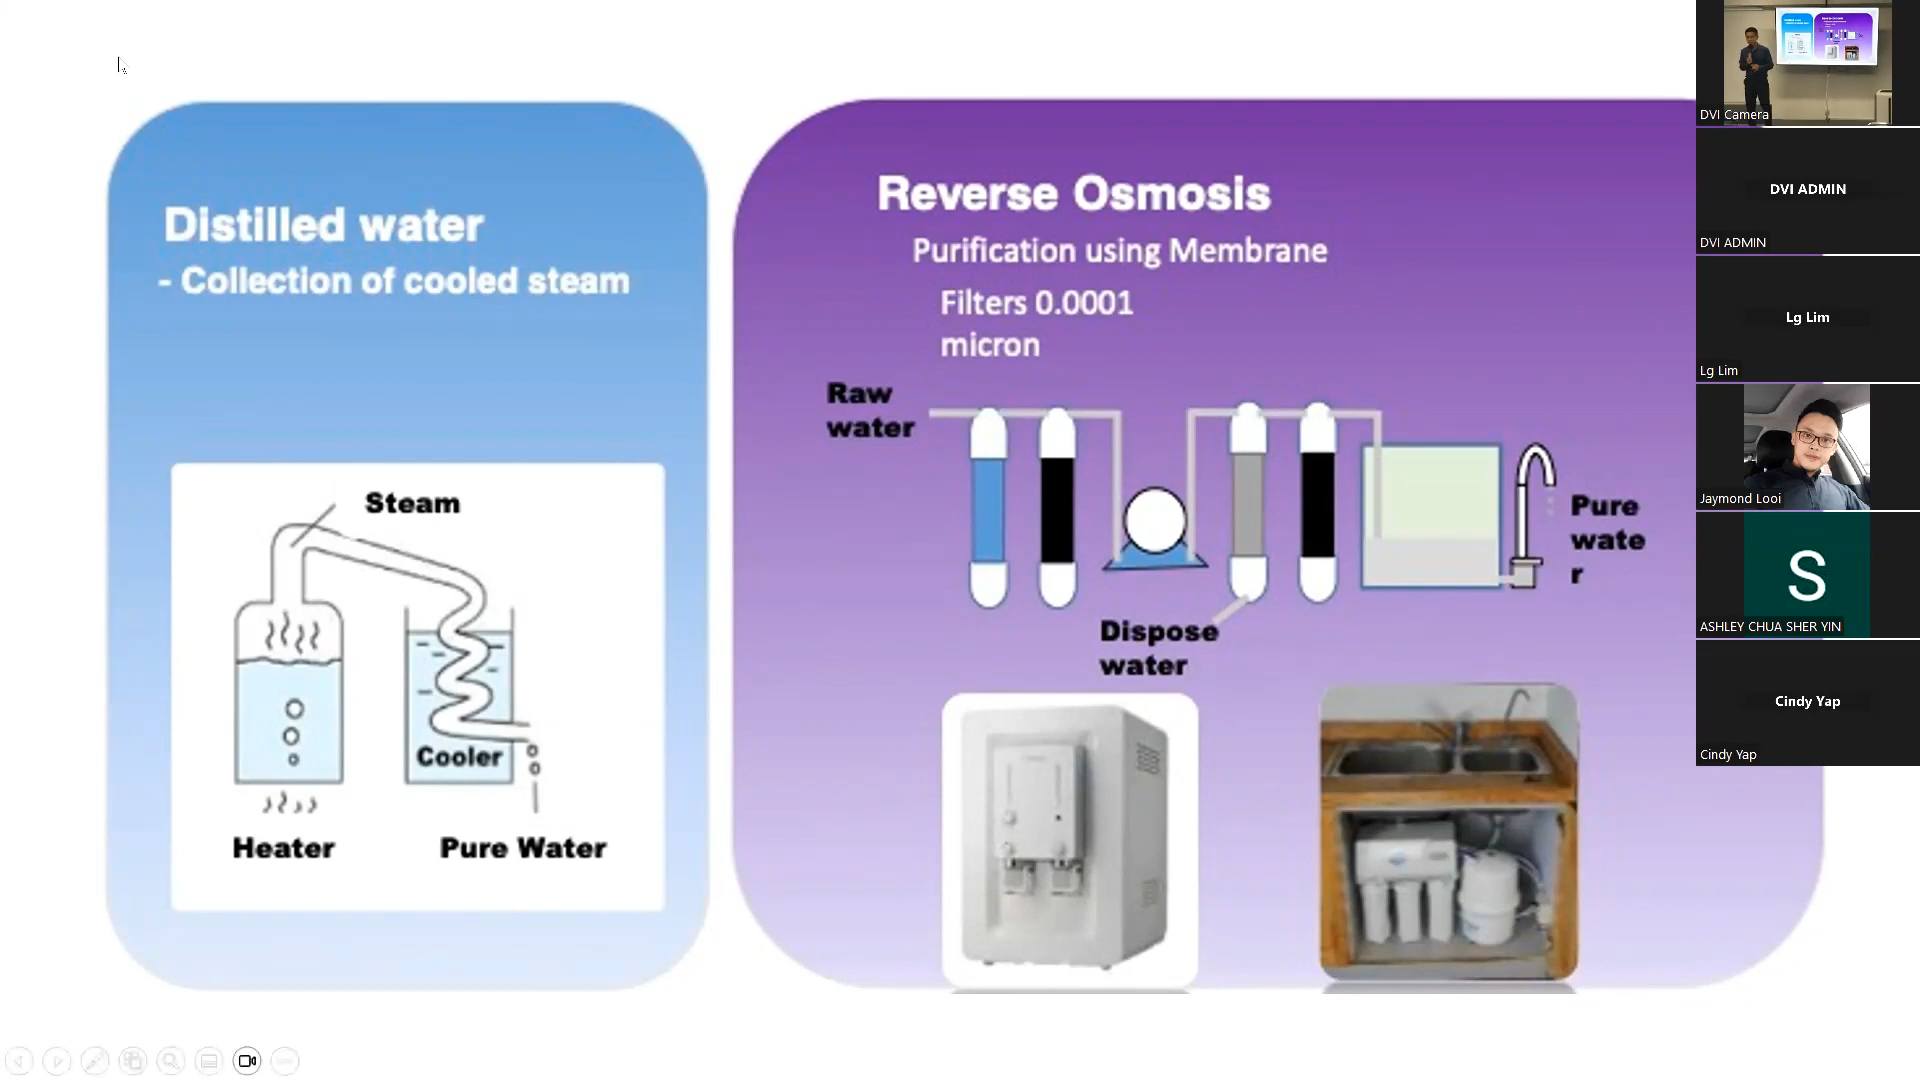 Distilled water
- Collection of cooled steam
Steam
Cooler
Heater
Pure Water
Reverse Osmosis
Purification using Membrane
Filters 0.0001
micron
Raw
water
Dispose
water
Pure
wate
r
DVI Camera
DVI ADMIN
DVI ADMIN
Lg Lim
Lg Lim
Jaymond Looi
S
ASHLEY CHUA SHER YIN
Cindy Yap
Cindy Yap